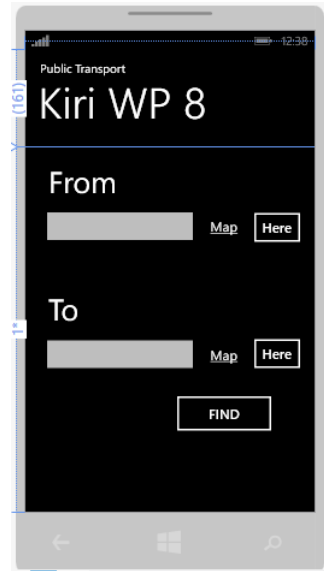 12:38
Public Transport
(161)
Kiri WP 8
From
Map Here
To
1*
Map Here
FIND